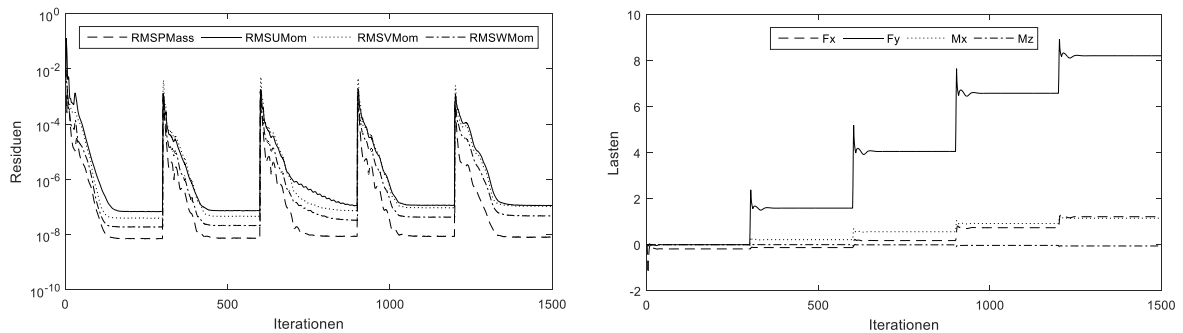 10^0
10^-2
10^-4
10^-6
10^-8
10^-10
Residuen
RMSPMass RMSUMom RMSVMom RMSWMom
0 500 1000 1500
Iterationen
10
8
6
4
2
0
-2
Lasten
Fx Fy Mx Mz
0 500 1000 1500
Iterationen